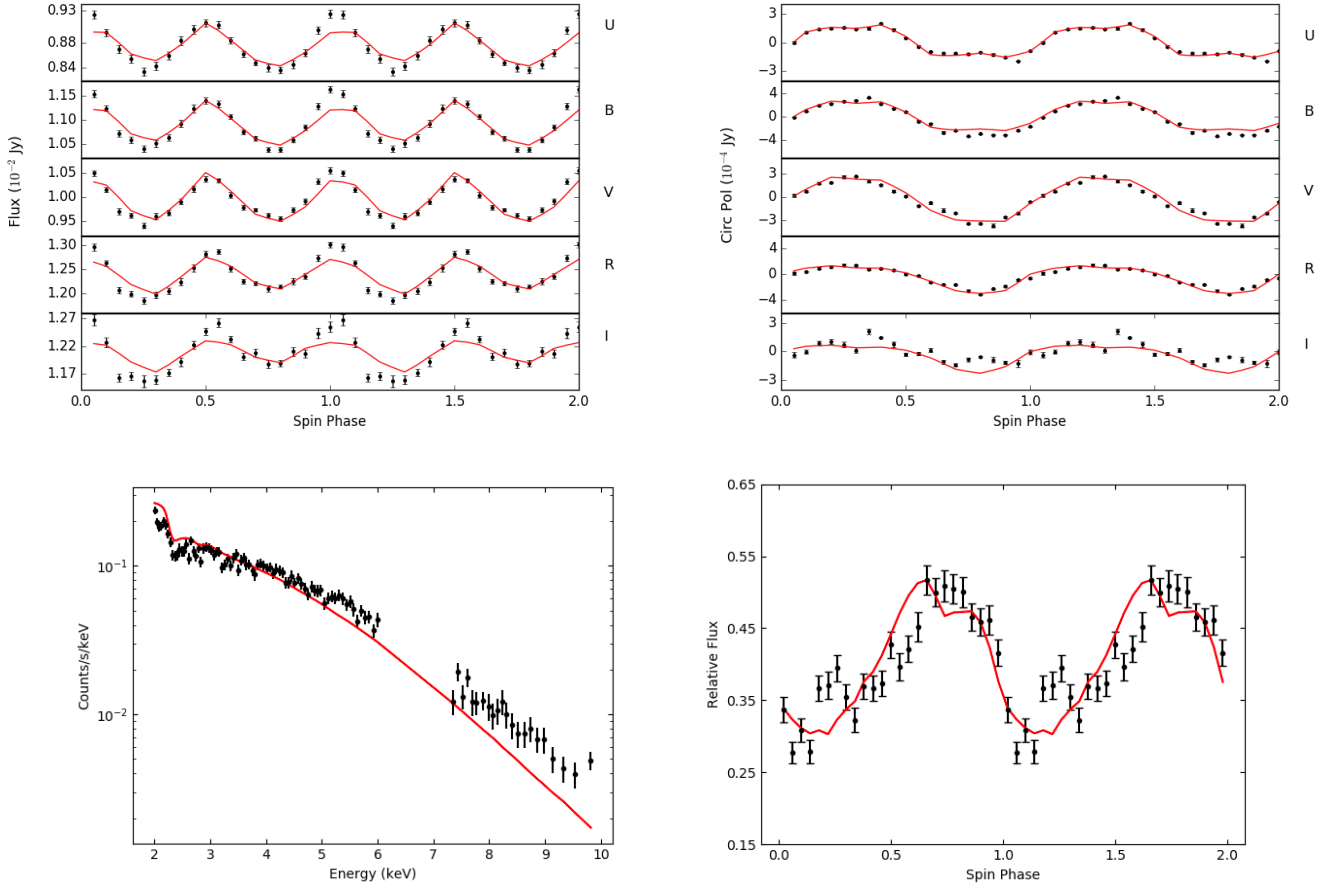 Flux (10⁻² Jy)
0.93
0.88
0.84
U
1.15
1.10
1.05
B
1.05
1.00
0.95
V
1.30
1.25
1.20
R
1.27
1.22
1.17
I
0.0 0.5 1.0 1.5 2.0
Spin Phase
Circ Pol (10⁻⁴ Jy)
3
0
−3
U
4
0
−4
B
3
0
−3
V
4
0
−4
R
3
0
−3
I
0.0 0.5 1.0 1.5 2.0
Spin Phase
Counts/s/keV
10⁻¹
10⁻²
2 3 4 5 6 7 8 9 10
Energy (keV)
Relative Flux
0.65
0.55
0.45
0.35
0.25
0.15
0.0 0.5 1.0 1.5 2.0
Spin Phase